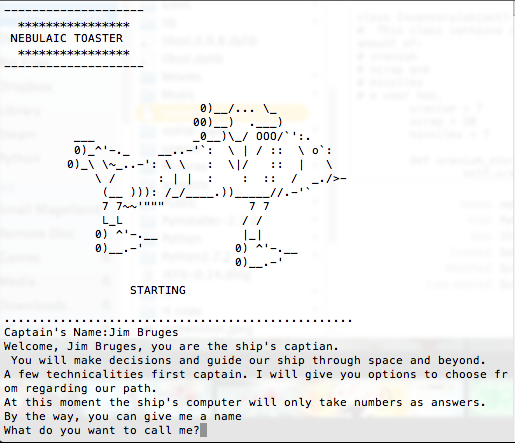 --------------------
****************
NEBULAIC TOASTER
****************
--------------------
STARTING
..................................................
Captain's Name:Jim Bruges
Welcome, Jim Bruges, you are the ship's captian.
You will make decisions and guide our ship through space and beyond.
A few technicalities first captain. I will give you options to choose fr
om regarding our path.
At this moment the ship's computer will only take numbers as answers.
By the way, you can give me a name
What do you want to call me?